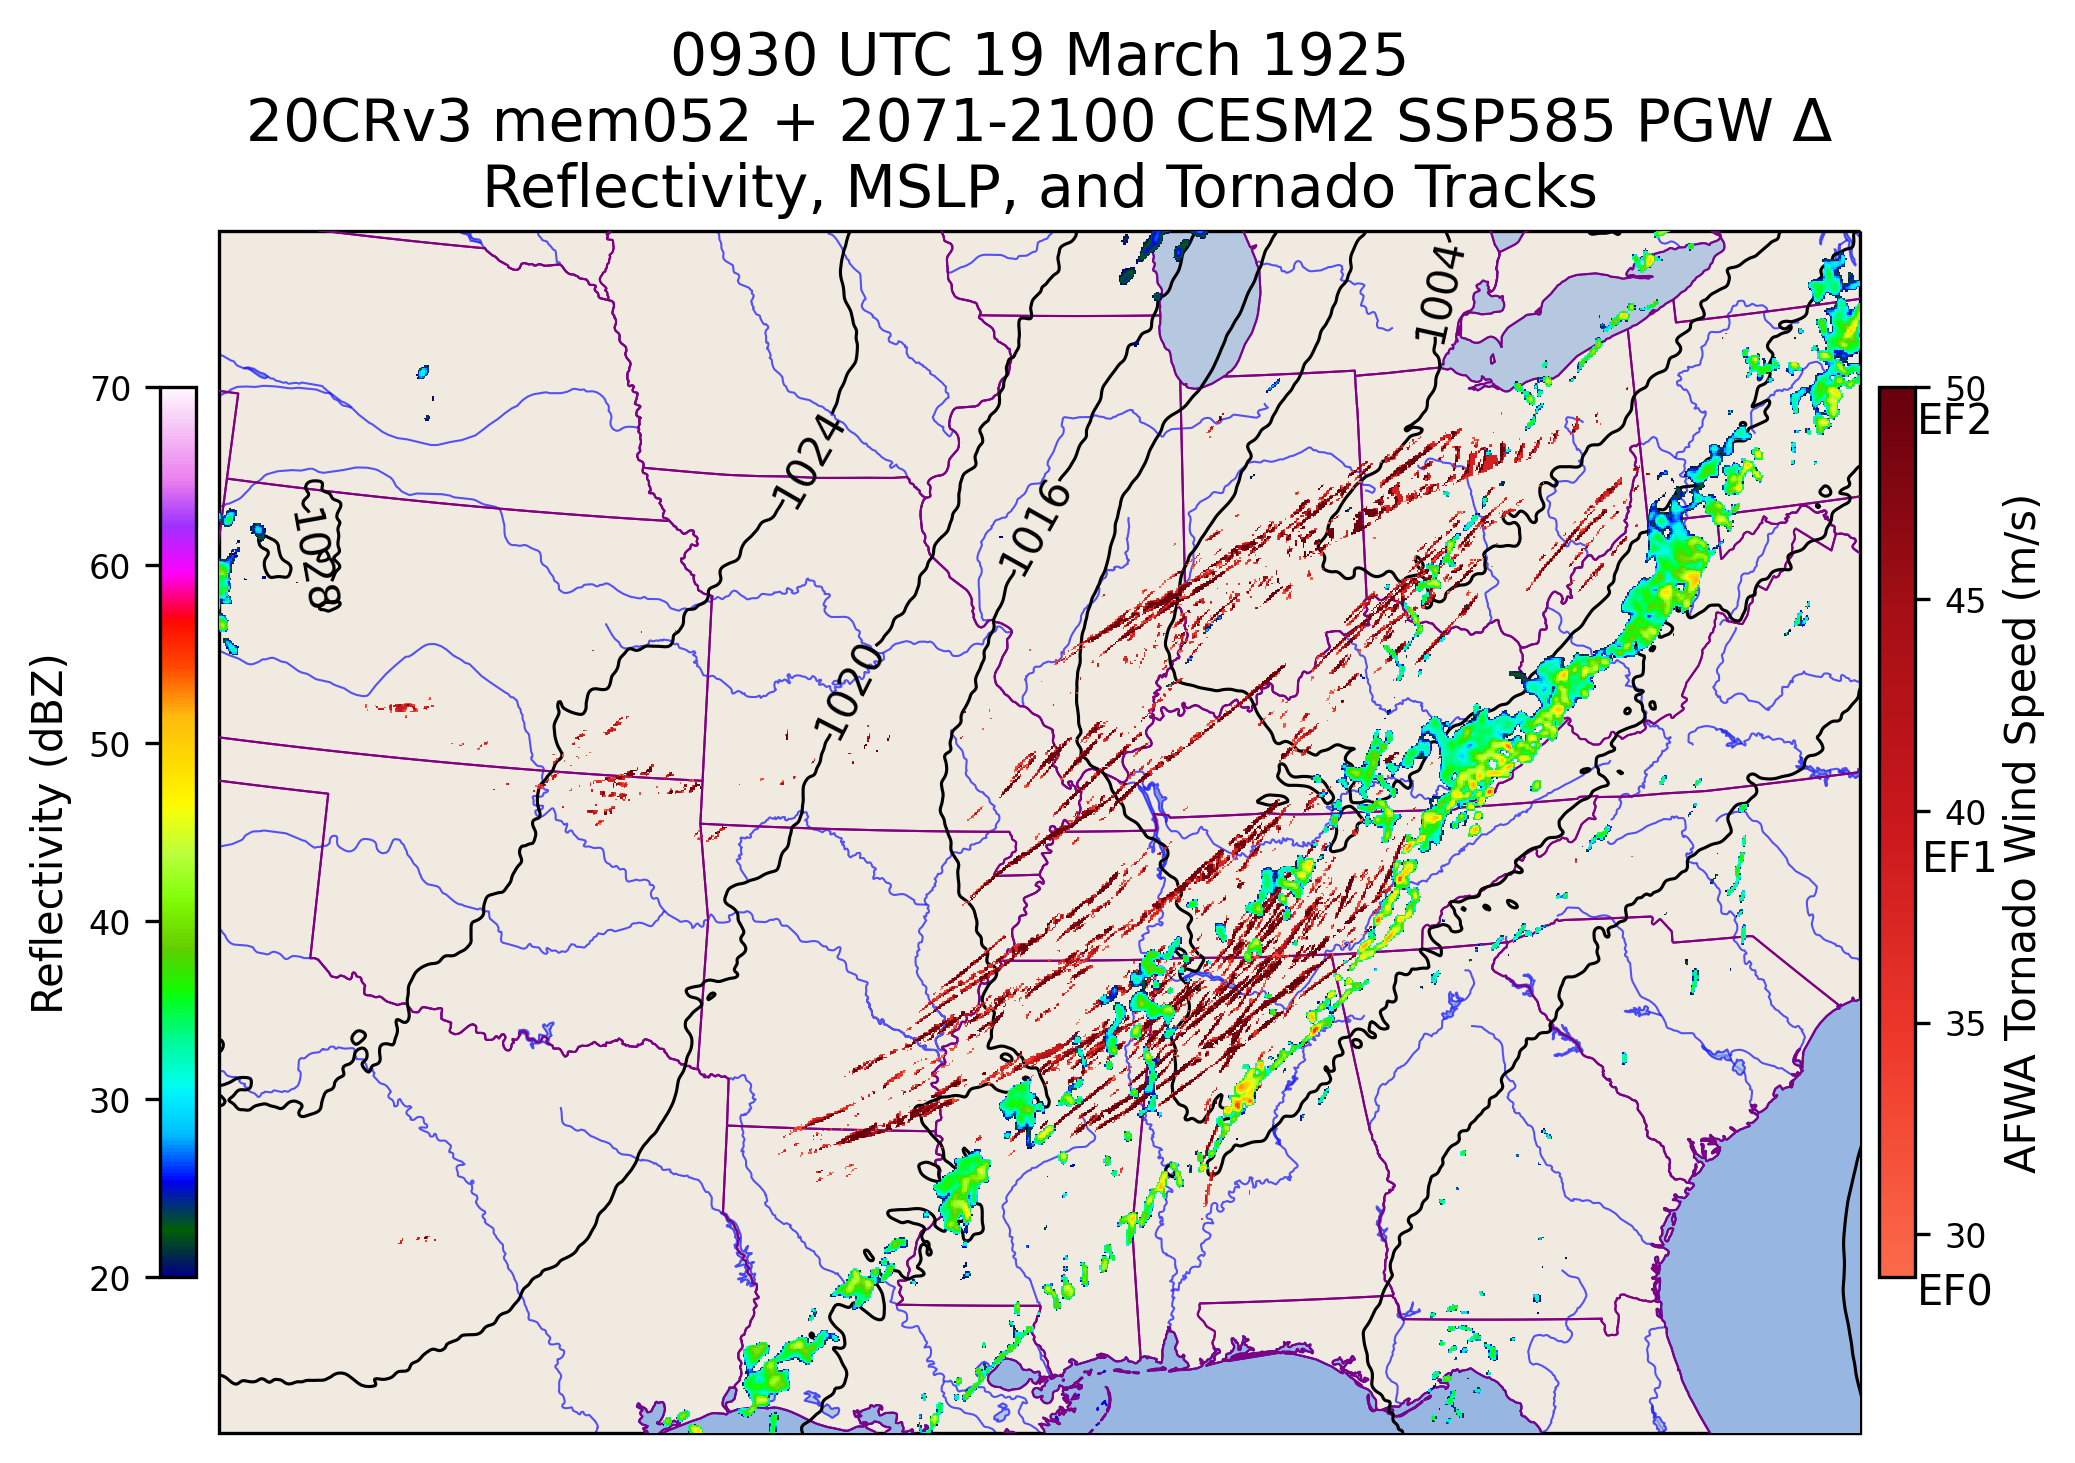 0930 UTC 19 March 1925
20CRv3 mem052 + 2071-2100 CESM2 SSP585 PGW Δ
Reflectivity, MSLP, and Tornado Tracks
1004
1024
1016
1028
1020
70
60
50
40
30
20
Reflectivity (dBZ)
50
EF2
45
40
EF1
35
30
EF0
AFWA Tornado Wind Speed (m/s)